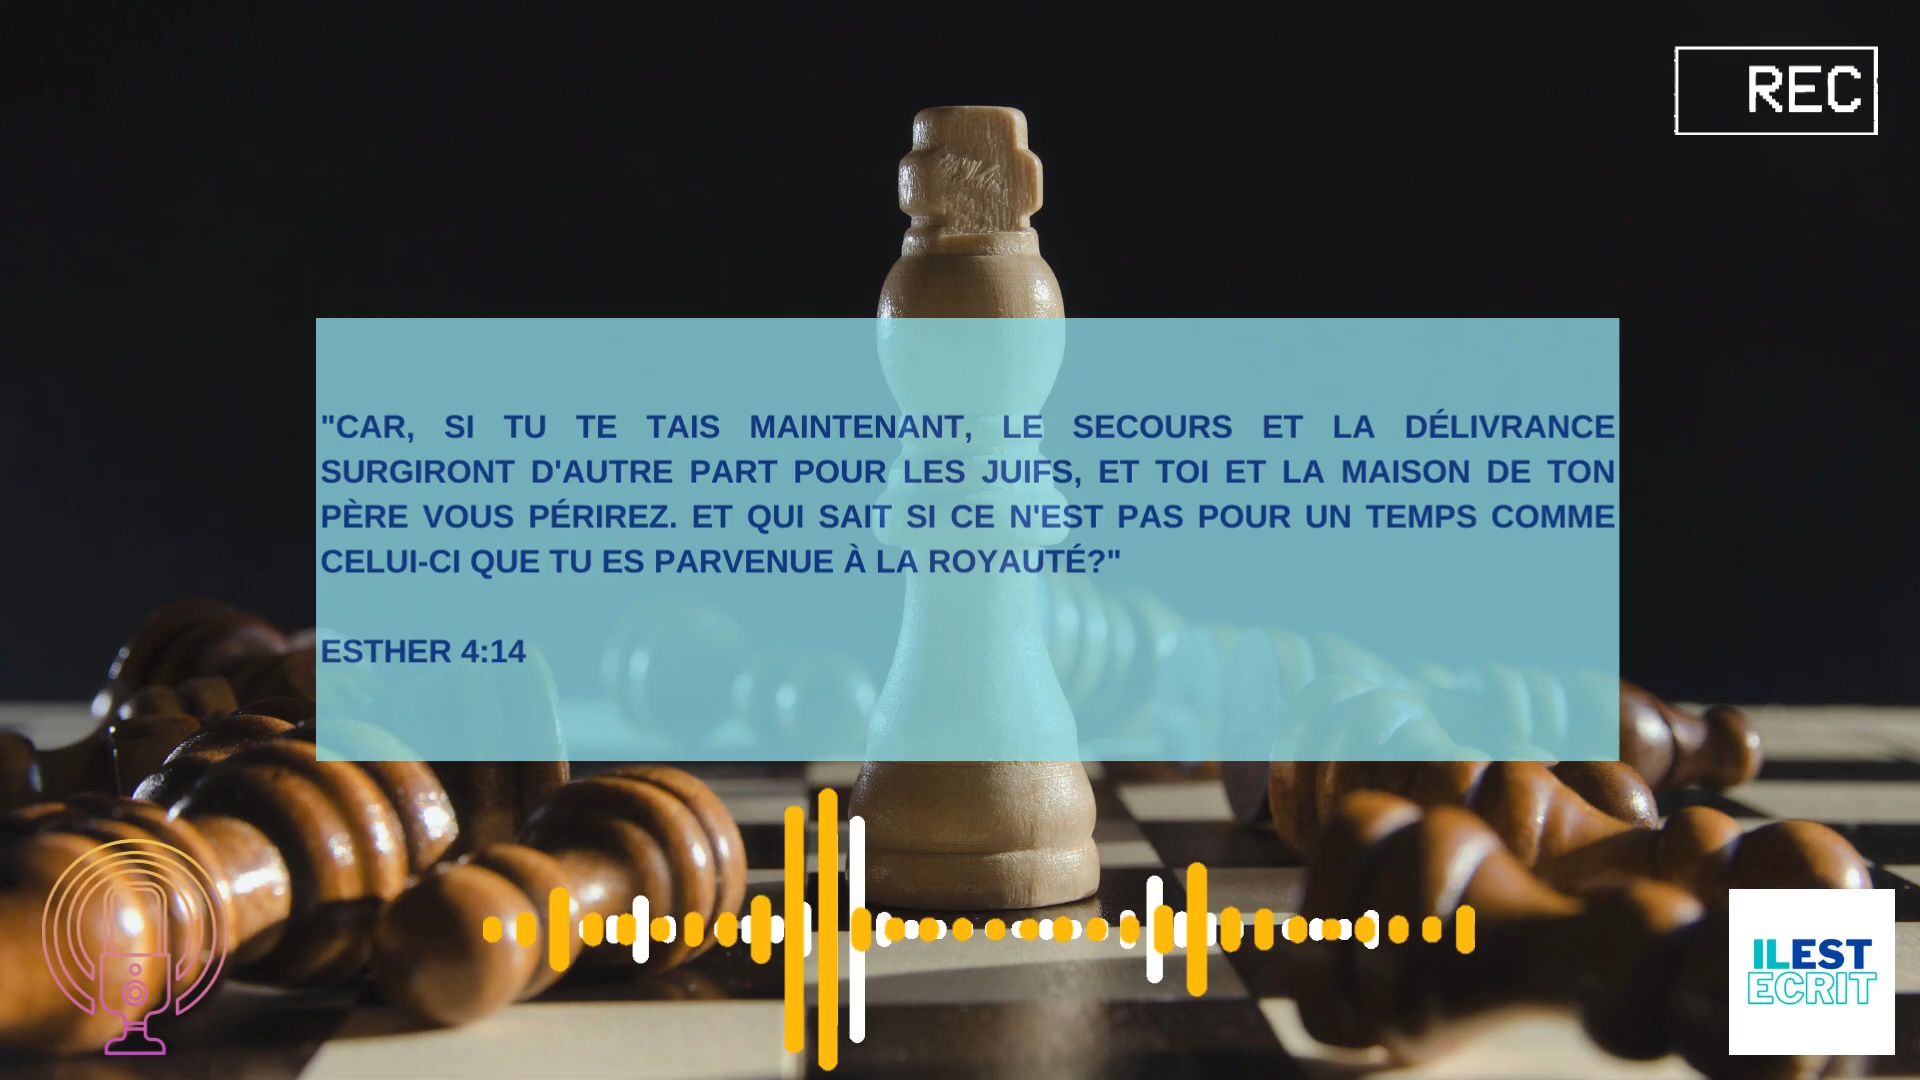 REC
"CAR, SI TU TE TAIS MAINTENANT, LE SECOURS ET LA DÉLIVRANCE
SURGIRONT D'AUTRE PART POUR LES JUIFS, ET TOI ET LA MAISON DE TON
PÈRE VOUS PÉRIREZ. ET QUI SAIT SI CE N'EST PAS POUR UN TEMPS COMME
CELUI-CI QUE TU ES PARVENUE À LA ROYAUTÉ?"
ESTHER 4:14
ILEST
ECRIT